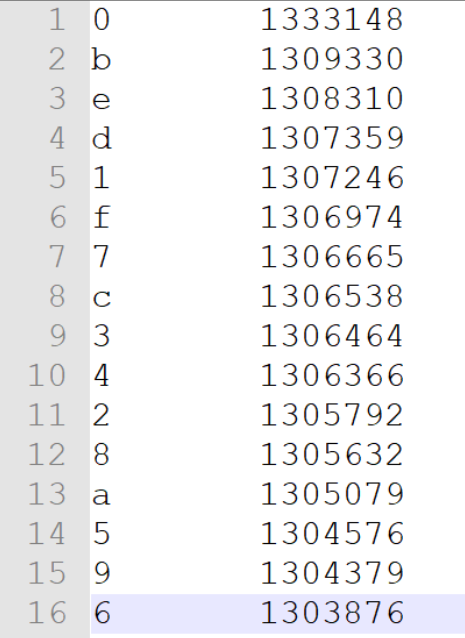 1 0 1333148
2 b 1309330
3 e 1308310
4 d 1307359
5 1 1307246
6 f 1306974
7 7 1306665
8 c 1306538
9 3 1306464
10 4 1306366
11 2 1305792
12 8 1305632
13 a 1305079
14 5 1304576
15 9 1304379
16 6 1303876